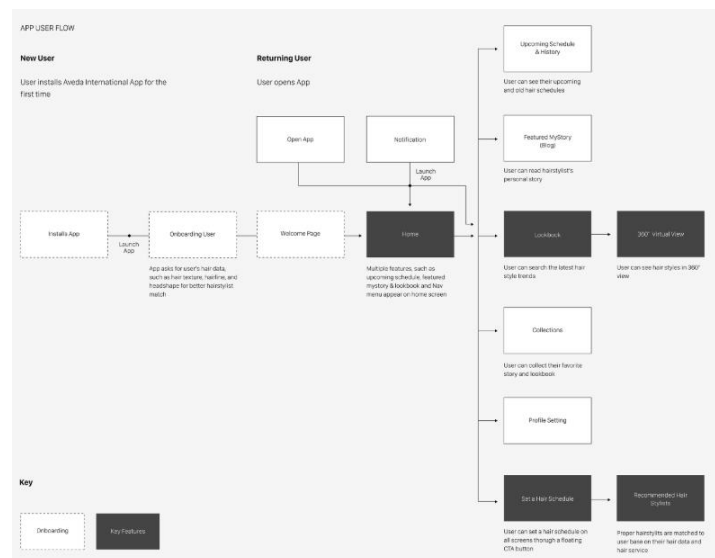 APP USER FLOW
New User
User installs Aveda International App for the
first time
Returning User
User opens App
Open App
Notification
Launch
App
Installs App
Launch
App
Onboarding User
App asks for user's hair data,
such as hair texture, hairline, and
headshape for better hairstylist
match
Welcome Page
Home
Multiple features, such as
upcoming schedule, featured
mystory & lookbook and Nav
menu appear on home screen
Upcoming Schedule
& History
User can see their upcoming
and old hair schedules
Featured MyStory
(Blog)
User can read hairstylist's
personal story
Lookbook
User can search the latest hair
style trends
360° Virtual View
User can see hair styles in 360°
view
Collections
User can collect their favorite
story and lookbook
Profile Setting
Set a Hair Schedule
User can set a hair schedule on
all screens through a floating
CTA button
Recommended Hair
Stylists
Proper hairstylits are matched to
user base on their hair data and
hair service
Key
Onboarding
Key Features